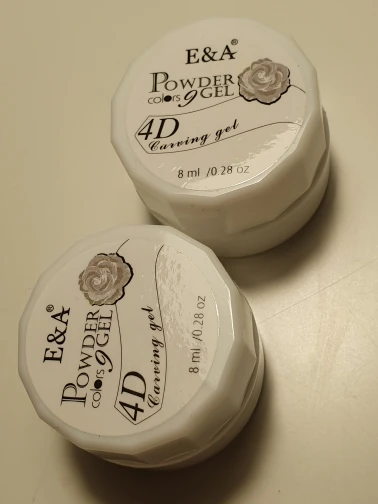 E&A®
POWDER
colors 9 GEL
4D
Carving gel
8 ml /0.28 oz
E&A®
POWDER
colors 9 GEL
4D
Carving gel
8 ml /0.28 oz